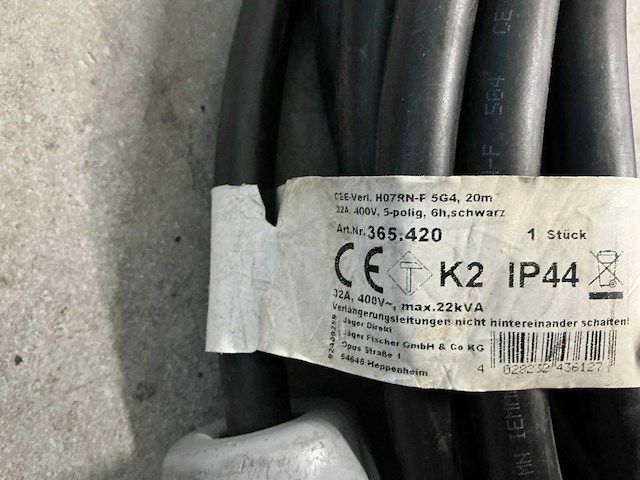 CEE-Verl. H07RN-F 5G4, 20m
32A, 400V, 5-polig, 6h,schwarz
Art.Nr. 365.420 1 Stück
CE K2 IP44
32A, 400V~, max.22kVA
Verlängerungsleitungen nicht hintereinander schalten!
Jäger Direkt
Jäger Fischer GmbH & Co KG
Opus Straße 1
64646 Heppenheim
4 028232 436127
5G4 CE